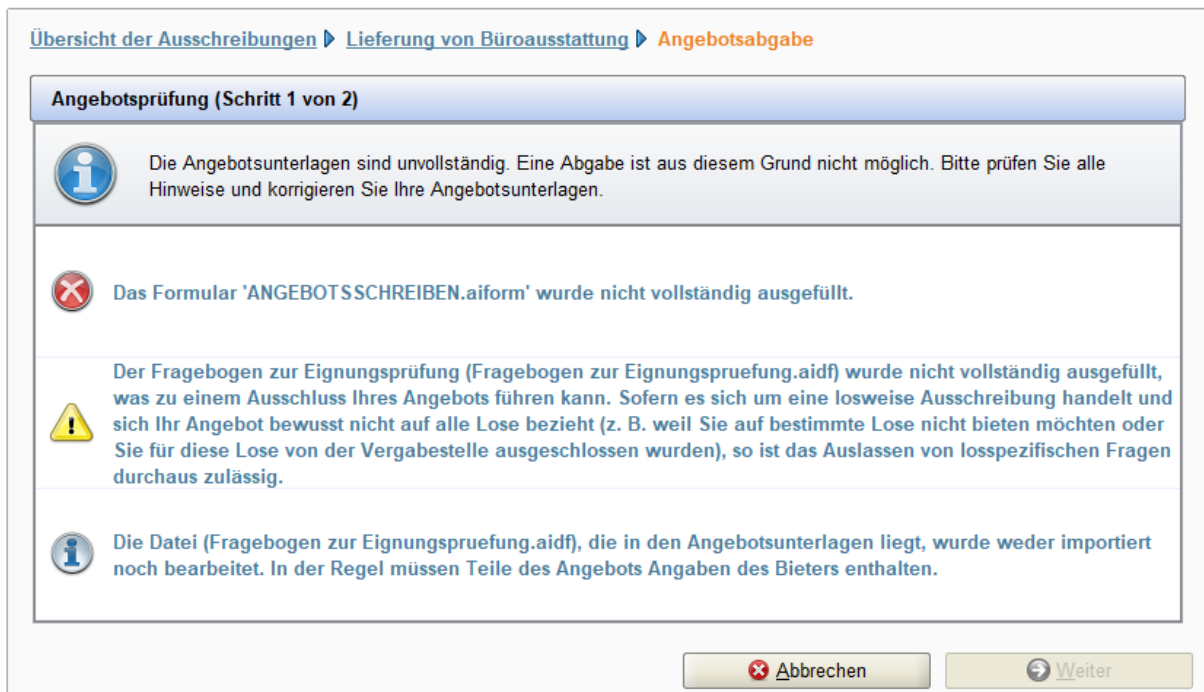 Übersicht der Ausschreibungen Lieferung von Büroausstattung Angebotsabgabe
Angebotsprüfung (Schritt 1 von 2)
Die Angebotsunterlagen sind unvollständig. Eine Abgabe ist aus diesem Grund nicht möglich. Bitte prüfen Sie alle
Hinweise und korrigieren Sie Ihre Angebotsunterlagen.
Das Formular 'ANGEBOTSSCHREIBEN.aiform' wurde nicht vollständig ausgefüllt.
Der Fragebogen zur Eignungsprüfung (Fragebogen zur Eignungspruefung.aidf) wurde nicht vollständig ausgefüllt,
was zu einem Ausschluss Ihres Angebots führen kann. Sofern es sich um eine losweise Ausschreibung handelt und
sich Ihr Angebot bewusst nicht auf alle Lose bezieht (z. B. weil Sie auf bestimmte Lose nicht bieten möchten oder
Sie für diese Lose von der Vergabestelle ausgeschlossen wurden), so ist das Auslassen von losspezifischen Fragen
durchaus zulässig.
Die Datei (Fragebogen zur Eignungspruefung.aidf), die in den Angebotsunterlagen liegt, wurde weder importiert
noch bearbeitet. In der Regel müssen Teile des Angebots Angaben des Bieters enthalten.
Abbrechen Weiter